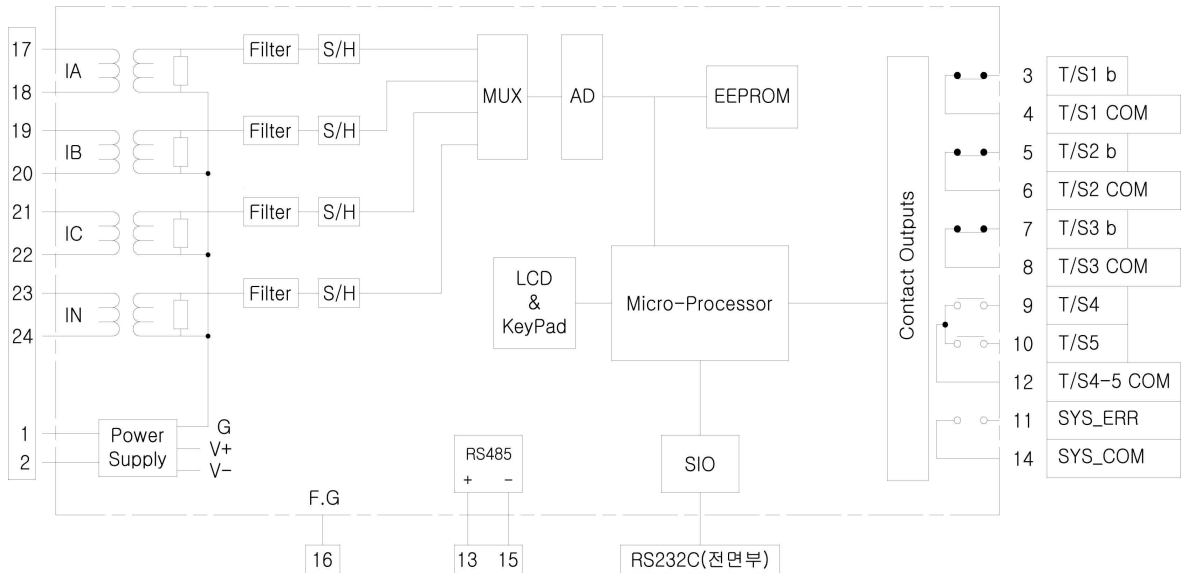 17 IA Filter S/H MUX AD EEPROM Contact Outputs 3 T/S1 b
18 4 T/S1 COM
19 IB Filter S/H 5 T/S2 b
20 6 T/S2 COM
21 IC Filter S/H 7 T/S3 b
22 8 T/S3 COM
23 IN Filter S/H 9 T/S4
24 10 T/S5
LCD
&
KeyPad
Micro-Processor
12 T/S4-5 COM
11 SYS_ERR
14 SYS_COM
1 Power G
2 Supply V+
V-
RS485
+ -
SIO
F.G
16 13 15 RS232C(전면부)